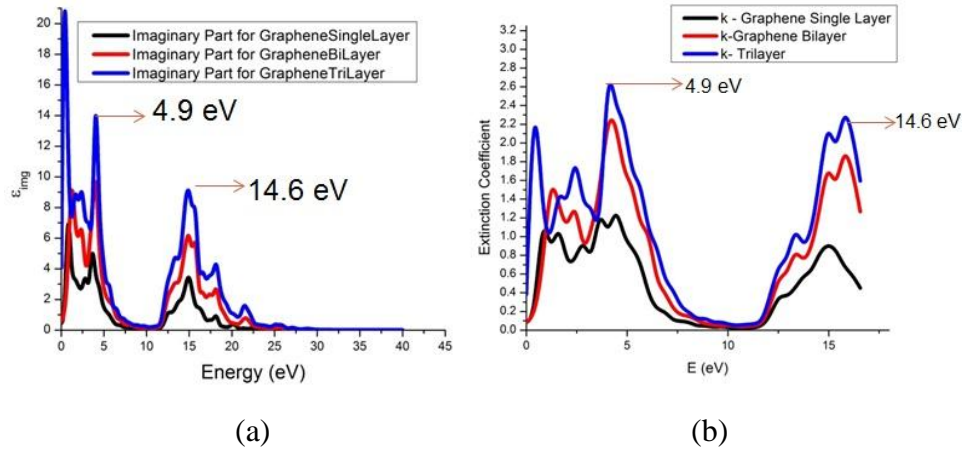 Imaginary Part for GrapheneSingleLayer
Imaginary Part for GrapheneBiLayer
Imaginary Part for GrapheneTriLayer
4.9 eV
14.6 eV
20
18
16
14
12
10
8
6
4
2
0
εimg
0 5 10 15 20 25 30 35 40 45
Energy (eV)
(a)
k - Graphene Single Layer
k-Graphene Bilayer
k- Trilayer
4.9 eV
14.6 eV
3.2
3.0
2.8
2.6
2.4
2.2
2.0
1.8
1.6
1.4
1.2
1.0
0.8
0.6
0.4
0.2
0.0
Extinction Coefficient
0 5 10 15
E (eV)
(b)